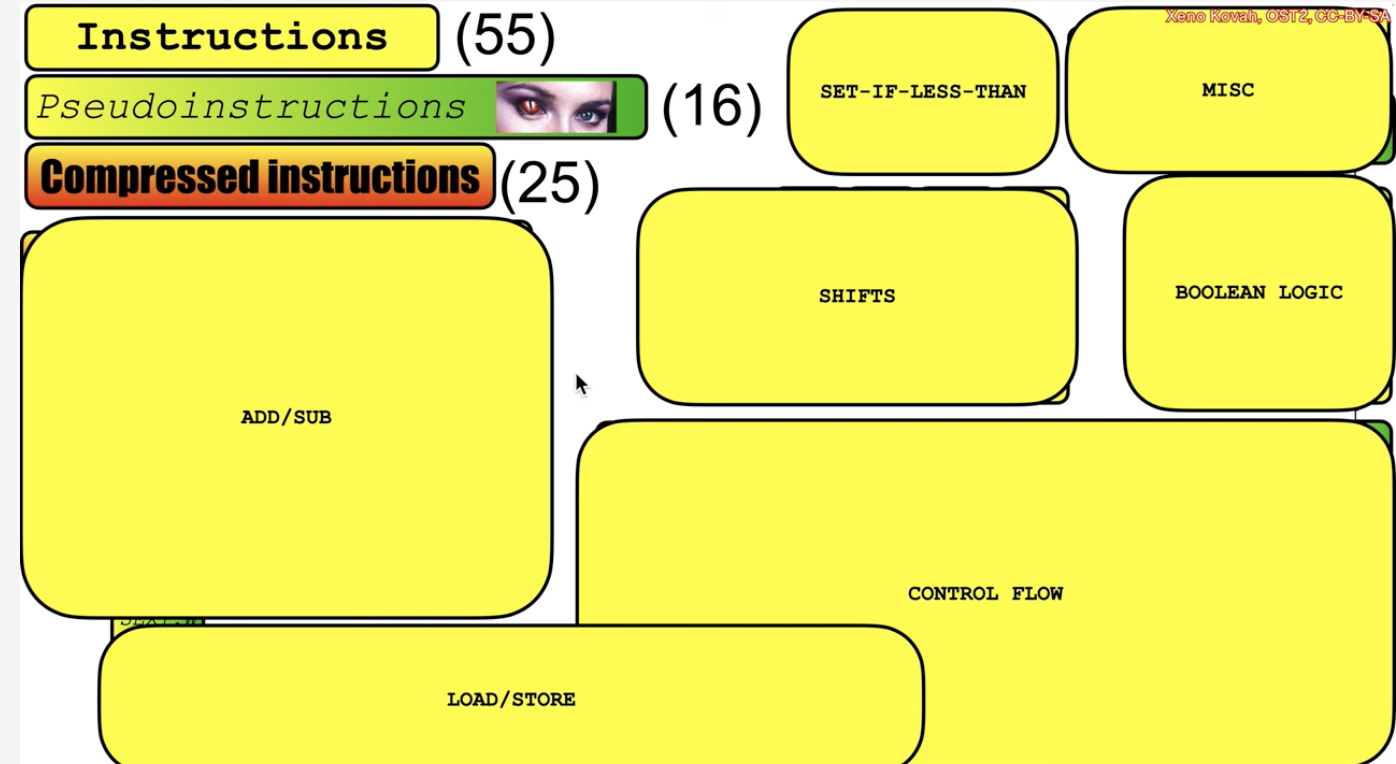 Xeno Kovah, OST2, CC-BY-SA
Instructions (55)
Pseudoinstructions (16)
Compressed instructions (25)
SET-IF-LESS-THAN
MISC
SHIFTS
BOOLEAN LOGIC
ADD/SUB
CONTROL FLOW
LOAD/STORE